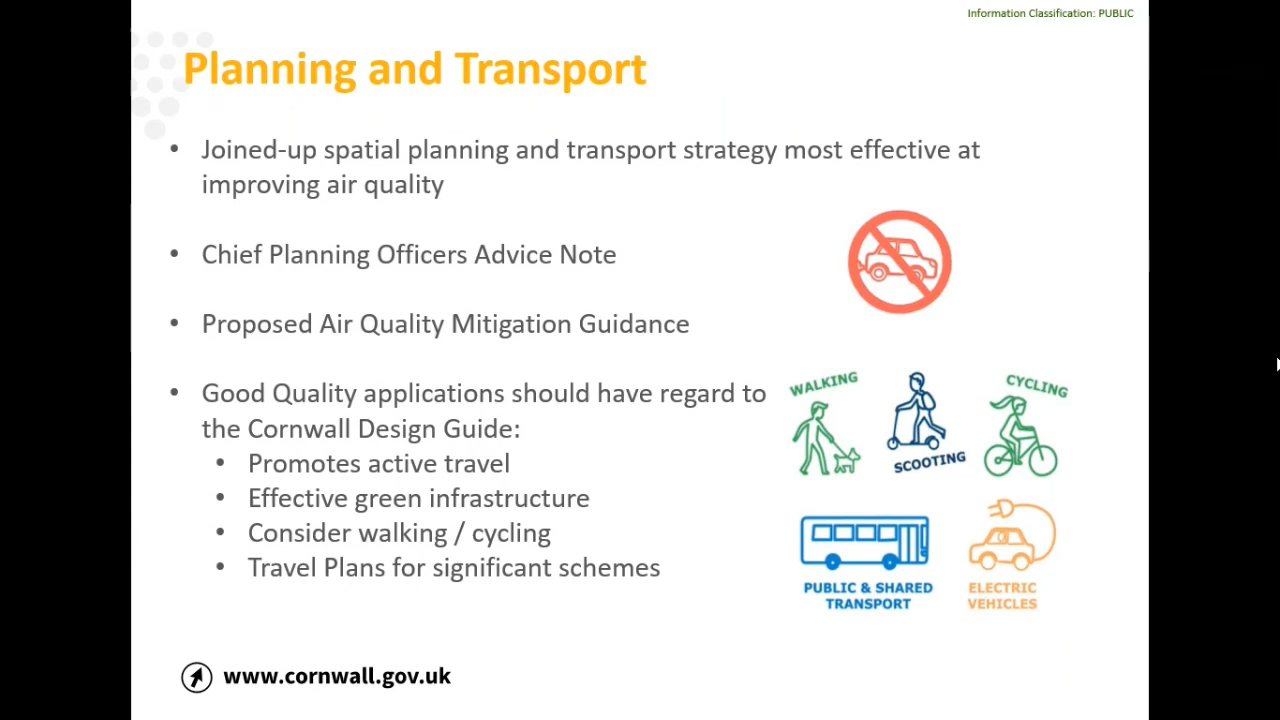 Information Classification: PUBLIC
Planning and Transport
• Joined-up spatial planning and transport strategy most effective at
improving air quality
• Chief Planning Officers Advice Note
• Proposed Air Quality Mitigation Guidance
• Good Quality applications should have regard to
the Cornwall Design Guide:
• Promotes active travel
• Effective green infrastructure
• Consider walking / cycling
• Travel Plans for significant schemes
WALKING
SCOOTING
CYCLING
PUBLIC & SHARED
TRANSPORT
ELECTRIC
VEHICLES
www.cornwall.gov.uk